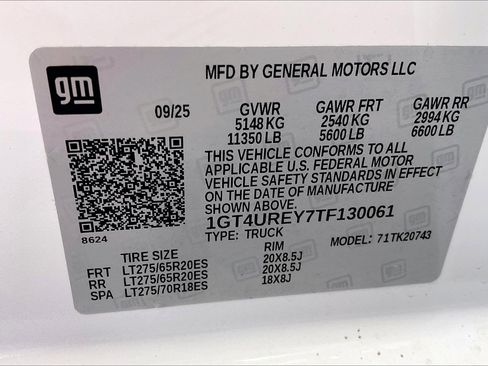 gm
MFD BY GENERAL MOTORS LLC
09/25 GVWR GAWR FRT GAWR RR
5148 KG 2540 KG 2994 KG
11350 LB 5600 LB 6600 LB
THIS VEHICLE CONFORMS TO ALL
APPLICABLE U.S. FEDERAL MOTOR
VEHICLE SAFETY STANDARDS IN EFFECT
ON THE DATE OF MANUFACTURE
SHOWN ABOVE.
1GT4UREY7TF130061
8624
TYPE: TRUCK MODEL: 71TK20743
TIRE SIZE RIM
FRT LT275/65R20ES 20X8.5J
RR LT275/65R20ES 20X8.5J
SPA LT275/70R18ES 18X8J